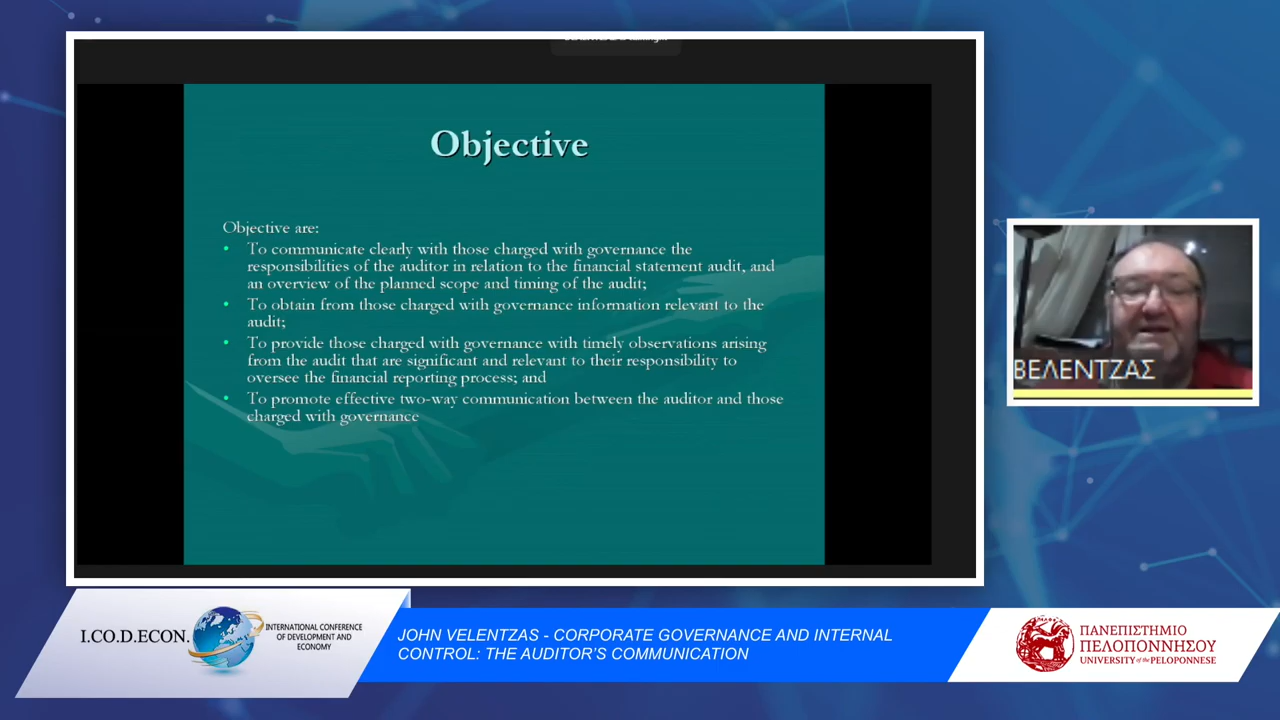 Objective
Objective are:
• To communicate clearly with those charged with governance the
responsibilities of the auditor in relation to the financial statement audit, and
an overview of the planned scope and timing of the audit;
• To obtain from those charged with governance information relevant to the
audit;
• To provide those charged with governance with timely observations arising
from the audit that are significant and relevant to their responsibility to
oversee the financial reporting process; and
• To promote effective two-way communication between the auditor and those
charged with governance
ΒΕΛΕΝΤΖΑΣ
I.CO.D.ECON.
INTERNATIONAL CONFERENCE
OF DEVELOPMENT AND
ECONOMY
JOHN VELENTZAS - CORPORATE GOVERNANCE AND INTERNAL
CONTROL: THE AUDITOR'S COMMUNICATION
ΠΑΝΕΠΙΣΤΗΜΙΟ
ΠΕΛΟΠΟΝΝΗΣΟΥ
UNIVERSITY of the PELOPONNESE